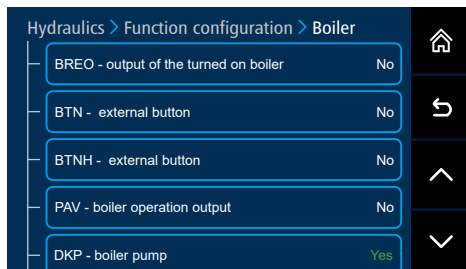 Hydraulics > Function configuration > Boiler
BREO - output of the turned on boiler No
BTN - external button No
BTNH - external button No
PAV - boiler operation output No
DKP - boiler pump Yes